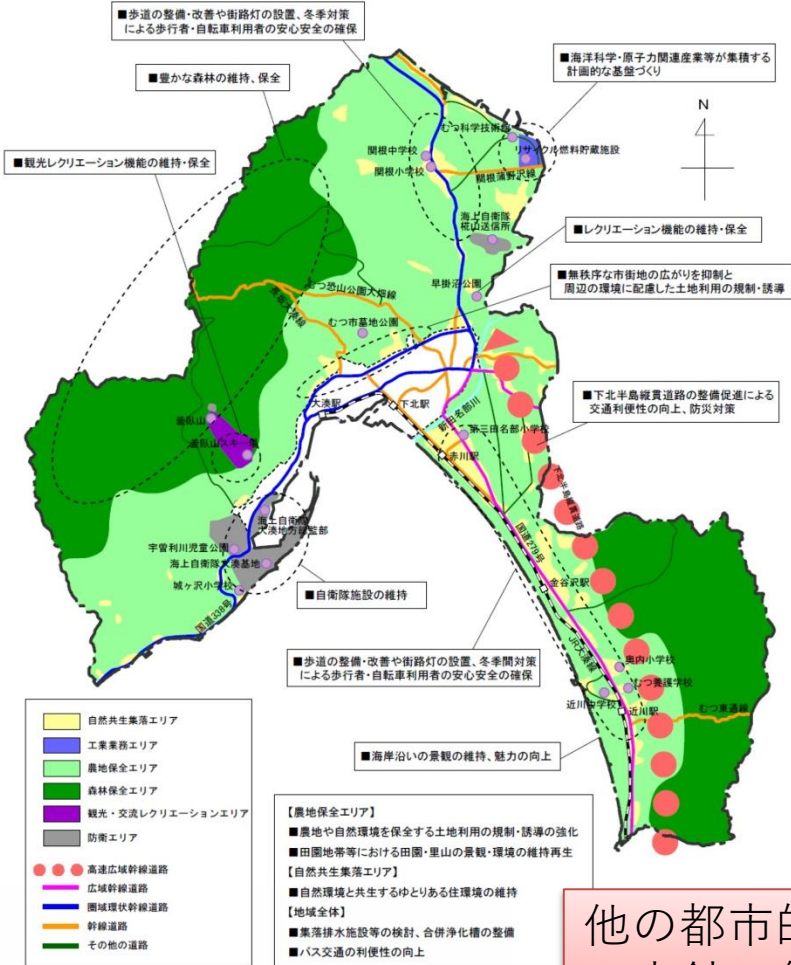 ■歩道の整備・改善や街路灯の設置、冬季対策
による歩行者・自転車利用者の安心安全の確保
■豊かな森林の維持、保全
■海洋科学・原子力関連産業等が集積する
計画的な基盤づくり
N
■観光レクリエーション機能の維持・保全
むつ科学技術館
リサイクル燃料貯蔵施設
関根中学校
関根小学校
関根蒲野沢線
海上自衛隊
樺山送信所
■レクリエーション機能の維持・保全
早掛沼公園
■無秩序な市街地の広がりを抑制と
周辺の環境に配慮した土地利用の規制・誘導
むつ恐山公園大畑線
長坂大湊線
むつ市墓地公園
大湊駅
下北駅
新田名部川
第三田名部小学校
赤川駅
■下北半島縦貫道路の整備促進による
交通利便性の向上、防災対策
下北半島縦貫道路
釜臥山
釜臥山スキー場
海上自衛隊
大湊地方総監部
宇曽利川児童公園
海上自衛隊大湊基地
城ヶ沢小学校
国道338号
■自衛隊施設の維持
国道279号
金谷沢駅
JR大湊線
奥内小学校
むつ養護学校
近川中学校
近川駅
むつ東通線
■歩道の整備・改善や街路灯の設置、冬季間対策
による歩行者・自転車利用者の安心安全の確保
■海岸沿いの景観の維持、魅力の向上
自然共生集落エリア
工業業務エリア
農地保全エリア
森林保全エリア
観光・交流レクリエーションエリア
防衛エリア
高速広域幹線道路
広域幹線道路
圏域環状幹線道路
幹線道路
その他の道路
【農地保全エリア】
■農地や自然環境を保全する土地利用の規制・誘導の強化
■田園地帯等における田園・里山の景観・環境の維持再生
【自然共生集落エリア】
■自然環境と共生するゆとりある住環境の維持
【地域全体】
■集落排水施設等の検討、合併浄化槽の整備
■バス交通の利便性の向上
他の都市的